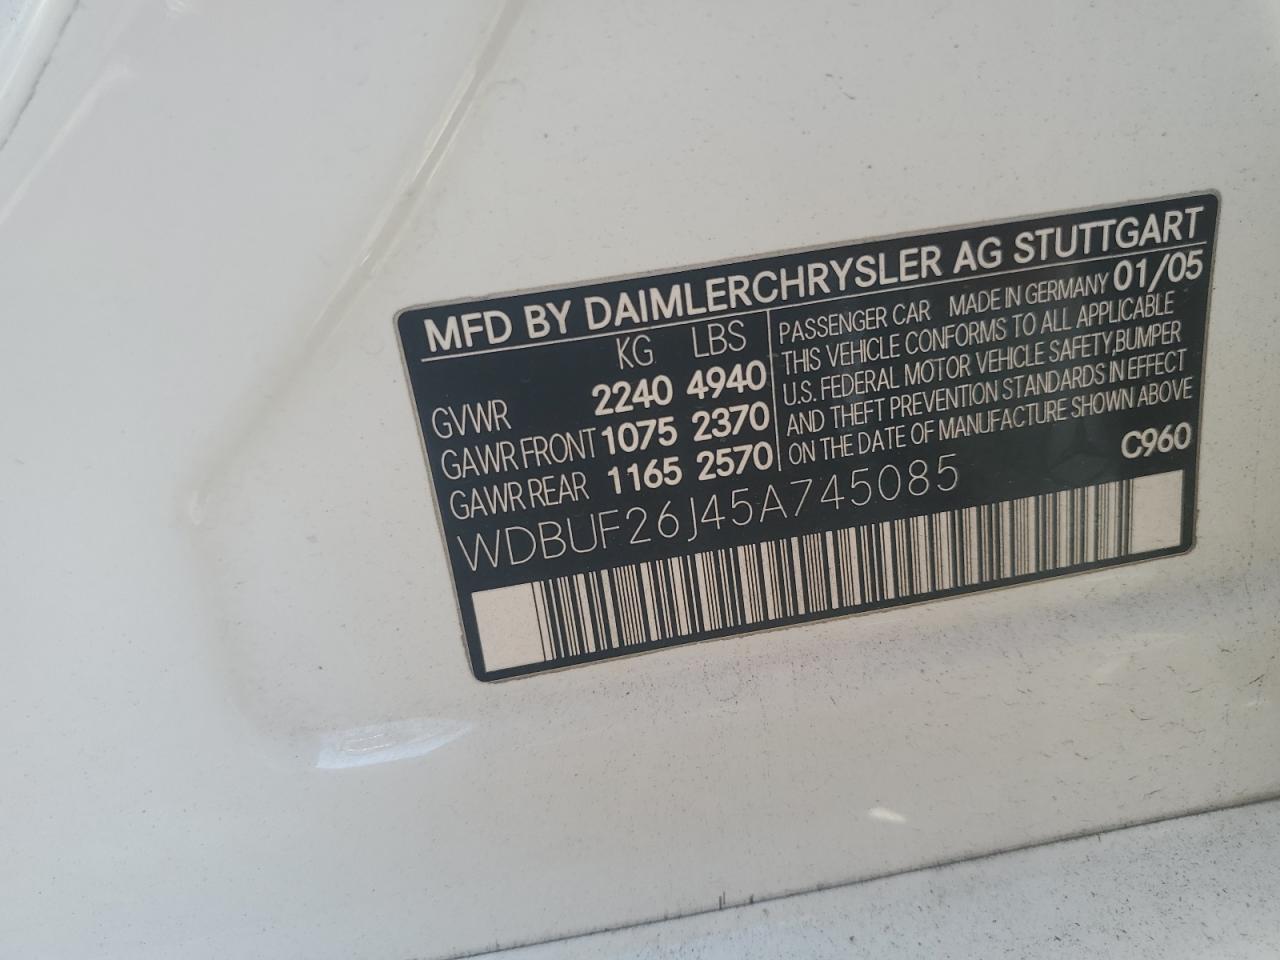 MFD BY DAIMLERCHRYSLER AG STUTTGART
KG LBS
GVWR 2240 4940
GAWR FRONT 1075 2370
GAWR REAR 1165 2570
PASSENGER CAR MADE IN GERMANY 01/05
THIS VEHICLE CONFORMS TO ALL APPLICABLE
U.S. FEDERAL MOTOR VEHICLE SAFETY,BUMPER
AND THEFT PREVENTION STANDARDS IN EFFECT
ON THE DATE OF MANUFACTURE SHOWN ABOVE
C960
WDBUF26J45A745085